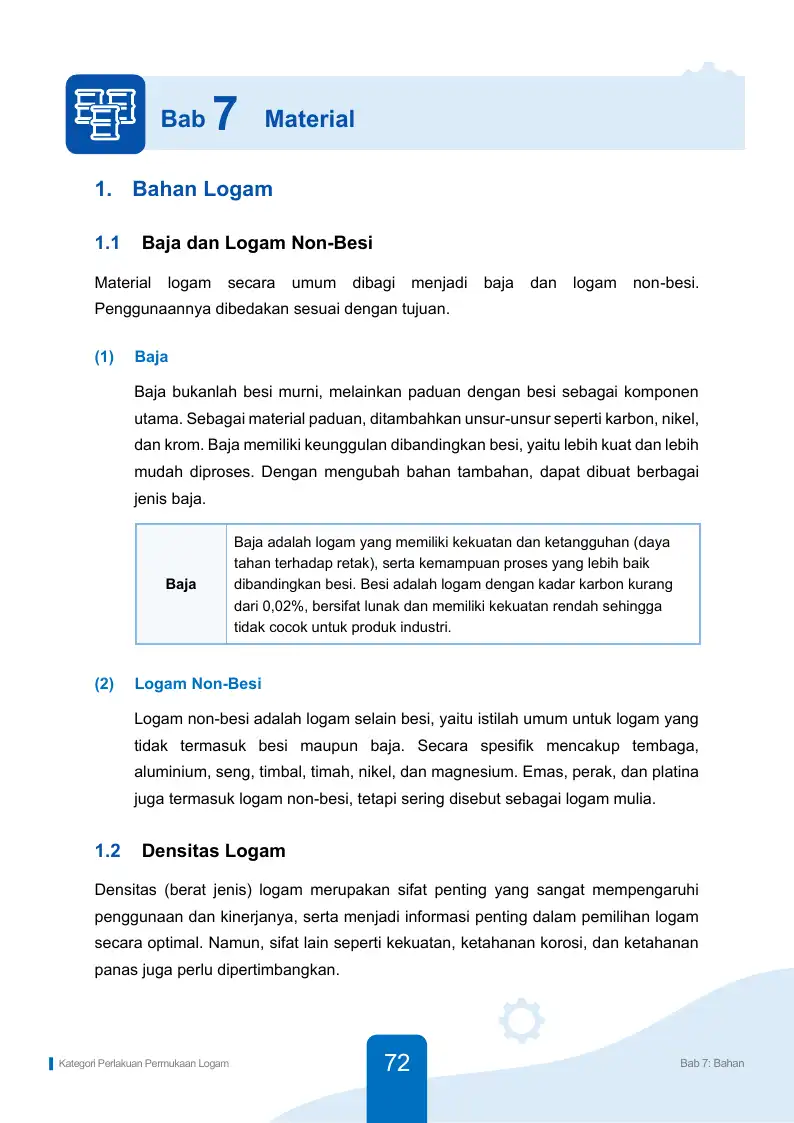 Bab 7 Material
1. Bahan Logam
1.1 Baja dan Logam Non-Besi
Material logam secara umum dibagi menjadi baja dan logam non-besi.
Penggunaannya dibedakan sesuai dengan tujuan.
(1) Baja
Baja bukanlah besi murni, melainkan paduan dengan besi sebagai komponen
utama. Sebagai material paduan, ditambahkan unsur-unsur seperti karbon, nikel,
dan krom. Baja memiliki keunggulan dibandingkan besi, yaitu lebih kuat dan lebih
mudah diproses. Dengan mengubah bahan tambahan, dapat dibuat berbagai
jenis baja.
Baja
Baja adalah logam yang memiliki kekuatan dan ketangguhan (daya
tahan terhadap retak), serta kemampuan proses yang lebih baik
dibandingkan besi. Besi adalah logam dengan kadar karbon kurang
dari 0,02%, bersifat lunak dan memiliki kekuatan rendah sehingga
tidak cocok untuk produk industri.
(2) Logam Non-Besi
Logam non-besi adalah logam selain besi, yaitu istilah umum untuk logam yang
tidak termasuk besi maupun baja. Secara spesifik mencakup tembaga,
aluminium, seng, timbal, timah, nikel, dan magnesium. Emas, perak, dan platina
juga termasuk logam non-besi, tetapi sering disebut sebagai logam mulia.
1.2 Densitas Logam
Densitas (berat jenis) logam merupakan sifat penting yang sangat mempengaruhi
penggunaan dan kinerjanya, serta menjadi informasi penting dalam pemilihan logam
secara optimal. Namun, sifat lain seperti kekuatan, ketahanan korosi, dan ketahanan
panas juga perlu dipertimbangkan.
Kategori Perlakuan Permukaan Logam
72
Bab 7: Bahan